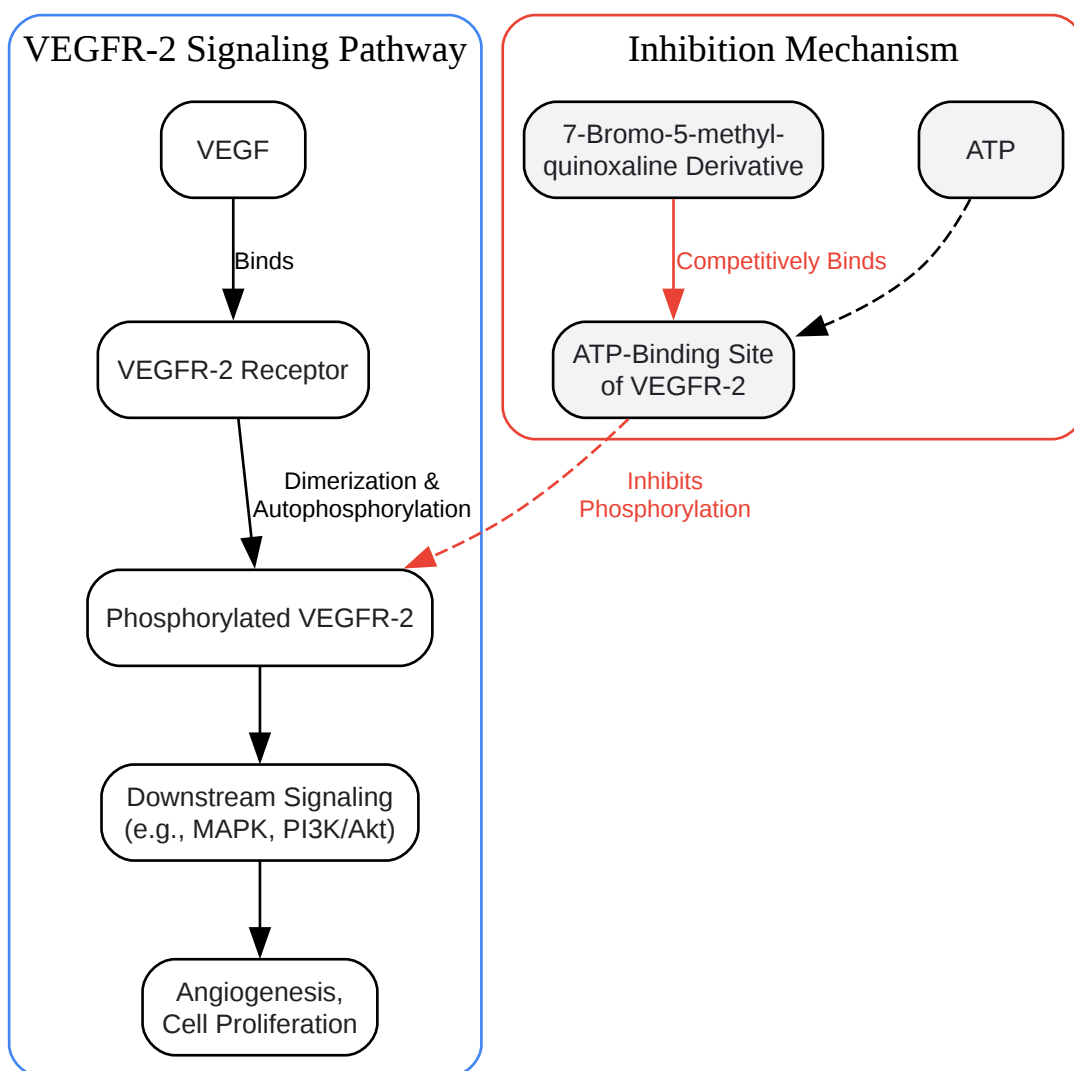 VEGFR-2 Signaling Pathway
VEGF
Binds
VEGFR-2 Receptor
Dimerization &
Autophosphorylation
Phosphorylated VEGFR-2
Downstream Signaling
(e.g., MAPK, PI3K/Akt)
Angiogenesis,
Cell Proliferation
Inhibition Mechanism
7-Bromo-5-methyl-
quinoxaline Derivative
ATP
Competitively Binds
ATP-Binding Site
of VEGFR-2
Inhibits
Phosphorylation